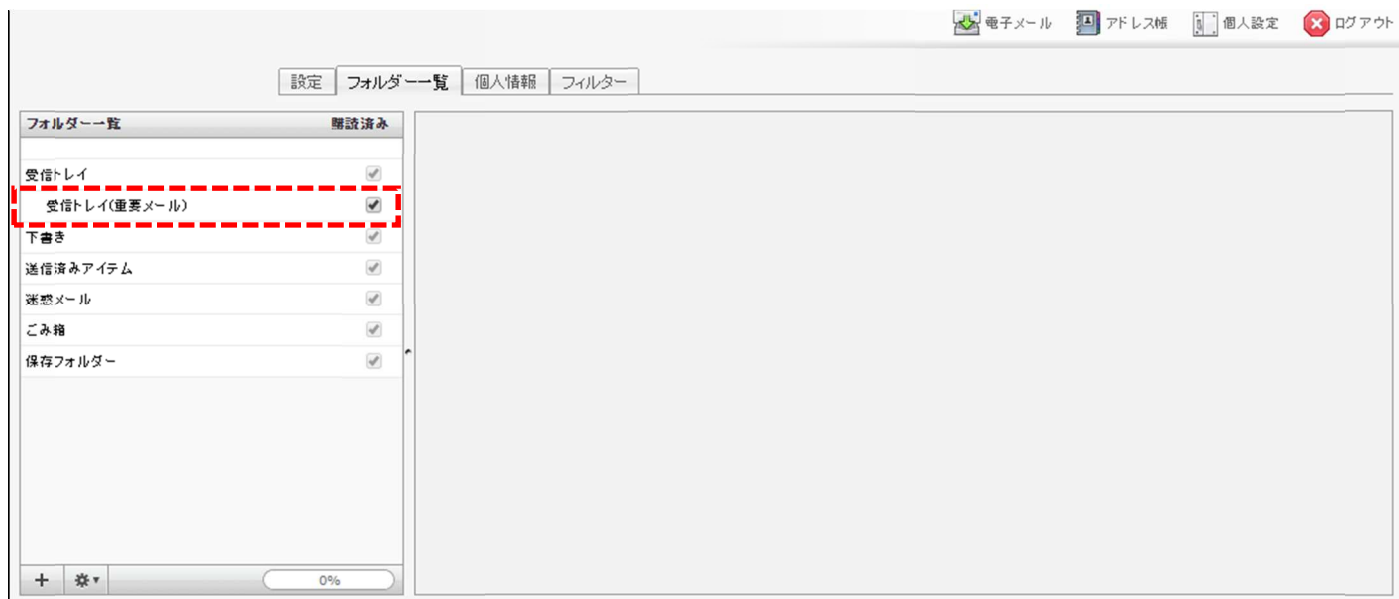 電子メール アドレス帳 個人設定 ログアウト
設定 フォルダー一覧 個人情報 フィルター
フォルダー一覧 購読済み
受信トレイ
受信トレイ(重要メール)
下書き
送信済みアイテム
迷惑メール
ごみ箱
保存フォルダー
0%